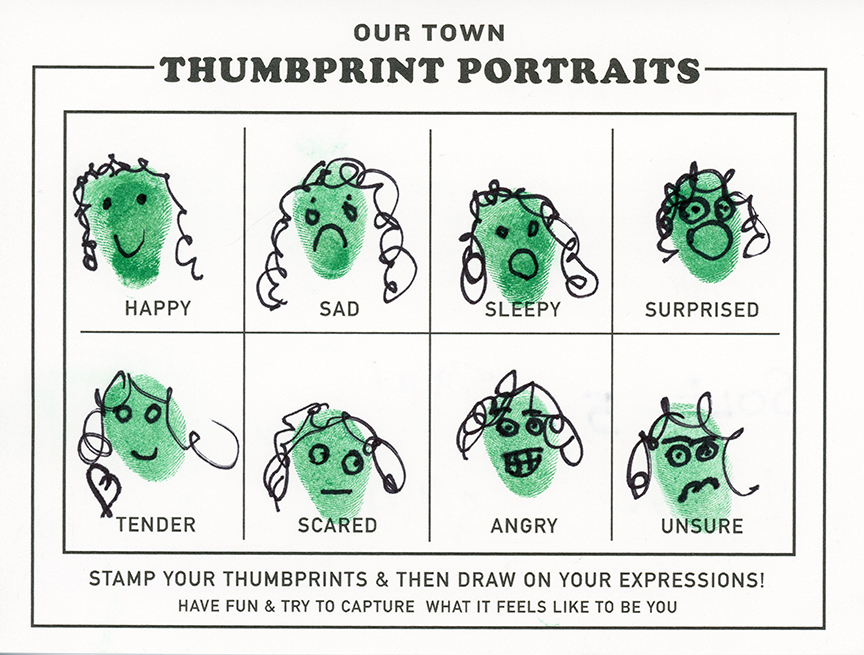 OUR TOWN
THUMBPRINT PORTRAITS
HAPPY SAD SLEEPY SURPRISED
TENDER SCARED ANGRY UNSURE
STAMP YOUR THUMBPRINTS & THEN DRAW ON YOUR EXPRESSIONS!
HAVE FUN & TRY TO CAPTURE WHAT IT FEELS LIKE TO BE YOU